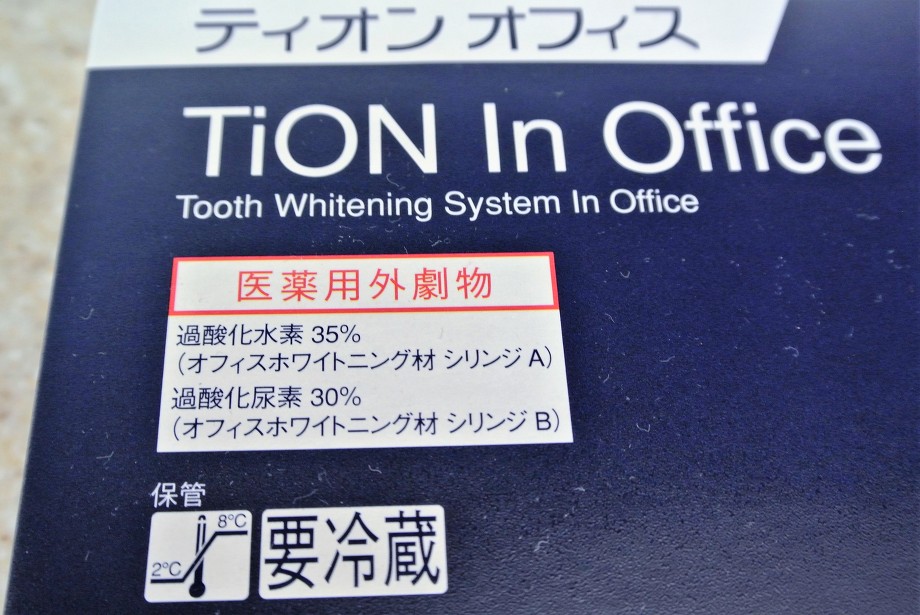 ティオン オフィス
TiON In Office
Tooth Whitening System In Office
医薬用外劇物
過酸化水素 35%
(オフィスホワイトニング材 シリンジ A)
過酸化尿素 30%
(オフィスホワイトニング材 シリンジ B)
保管
8℃
2℃
要冷蔵